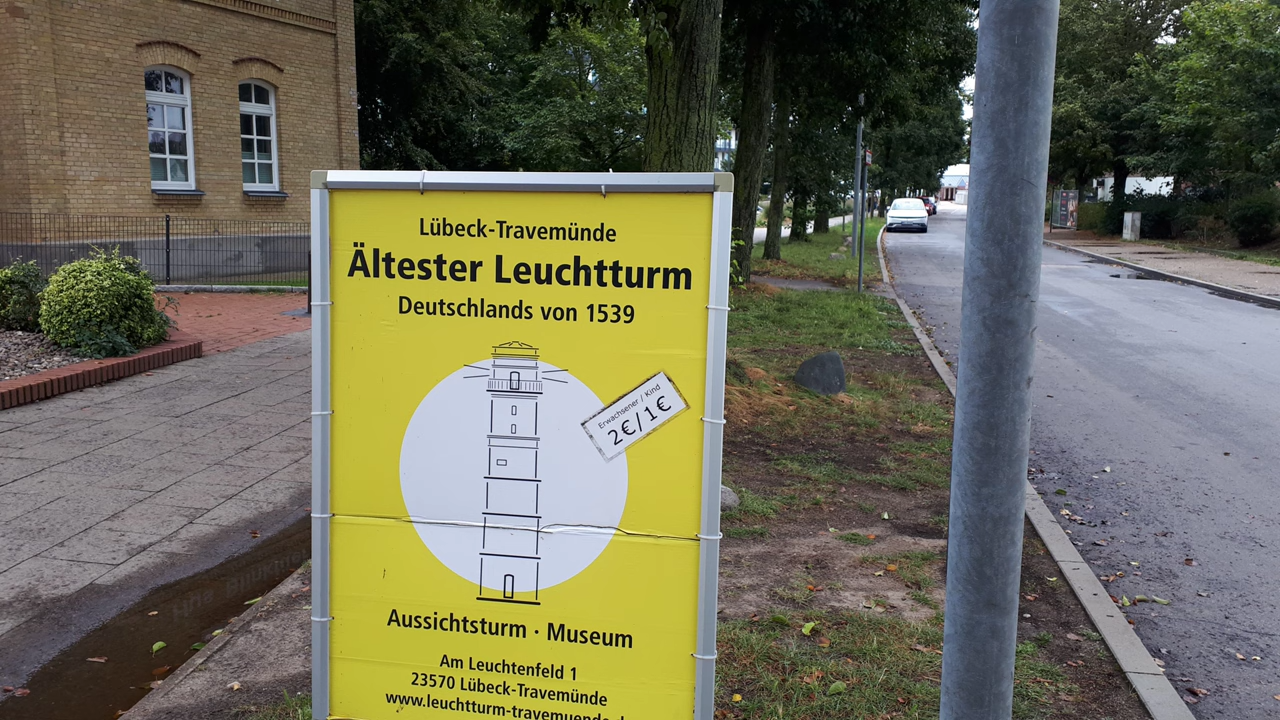 Lübeck-Travemünde
Ältester Leuchtturm
Deutschlands von 1539
Erwachsener / Kind
2€/1€
Aussichtsturm · Museum
Am Leuchtenfeld 1
23570 Lübeck-Travemünde
www.leuchtturm-travemuende.d